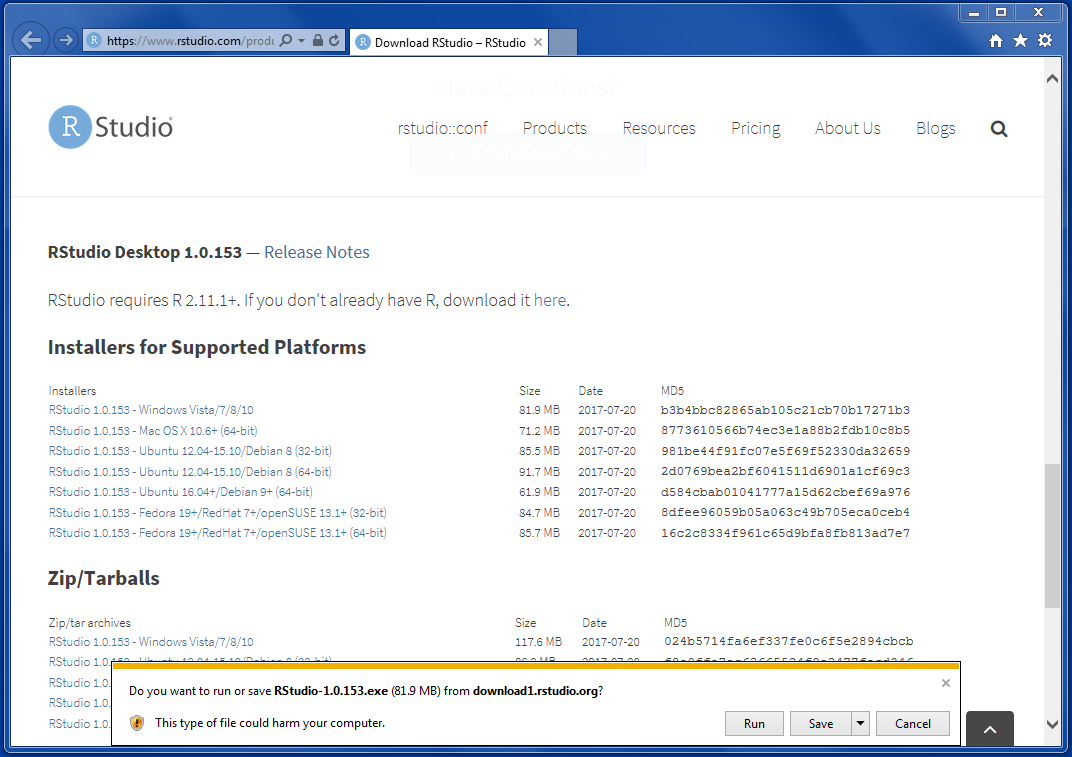 https://www.rstudio.com/produ
Download RStudio – RStudio
Have Questions?
R Studio
rstudio::conf Products Resources Pricing About Us Blogs
RStudio Desktop 1.0.153 — Release Notes
RStudio requires R 2.11.1+. If you don't already have R, download it here.
Installers for Supported Platforms
Installers Size Date MD5
RStudio 1.0.153 - Windows Vista/7/8/10 81.9 MB 2017-07-20 b3b4bbc82865ab105c21cb70b17271b3
RStudio 1.0.153 - Mac OS X 10.6+ (64-bit) 71.2 MB 2017-07-20 8773610566b74ec3e1a88b2fdb10c8b5
RStudio 1.0.153 - Ubuntu 12.04-15.10/Debian 8 (32-bit) 85.5 MB 2017-07-20 981be44f91fc07e5f69f52330da32659
RStudio 1.0.153 - Ubuntu 12.04-15.10/Debian 8 (64-bit) 91.7 MB 2017-07-20 2d0769bea2bf6041511d6901a1cf69c3
RStudio 1.0.153 - Ubuntu 16.04+/Debian 9+ (64-bit) 61.9 MB 2017-07-20 d584cbab01041777a15d62cbef69a976
RStudio 1.0.153 - Fedora 19+/RedHat 7+/openSUSE 13.1+ (32-bit) 84.7 MB 2017-07-20 8dfee96059b05a063c49b705eca0ceb4
RStudio 1.0.153 - Fedora 19+/RedHat 7+/openSUSE 13.1+ (64-bit) 85.7 MB 2017-07-20 16c2c8334f961c65d9bfa8fb813ad7e7
Zip/Tarballs
Zip/tar archives Size Date MD5
RStudio 1.0.153 - Windows Vista/7/8/10 117.6 MB 2017-07-20 024b5714fa6ef337fe0c6f5e2894cbcb
RStudio 1.0.153 - Ubuntu 12.04-15.10/Debian 8 (32-bit)
RStudio 1.0.
RStudio 1.0.
RStudio 1.0.
Do you want to run or save RStudio-1.0.153.exe (81.9 MB) from download1.rstudio.org?
This type of file could harm your computer.
Run Save Cancel